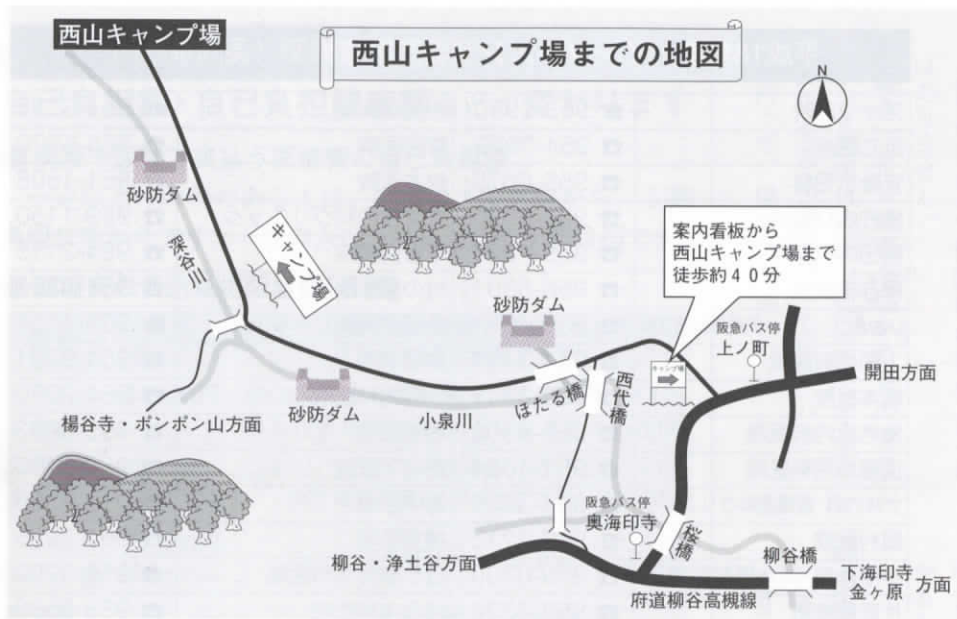 西山キャンプ場
西山キャンプ場までの地図
N
砂防ダム
深谷川
キャンプ場
案内看板から
西山キャンプ場まで
徒歩約40分
砂防ダム
阪急バス停
上ノ町
キャンプ場
開田方面
西代橋
ほたる橋
砂防ダム
小泉川
楊谷寺・ポンポン山方面
阪急バス停
奥海印寺
桜橋
柳谷・浄土谷方面
柳谷橋
下海印寺
金ヶ原
方面
府道柳谷高槻線